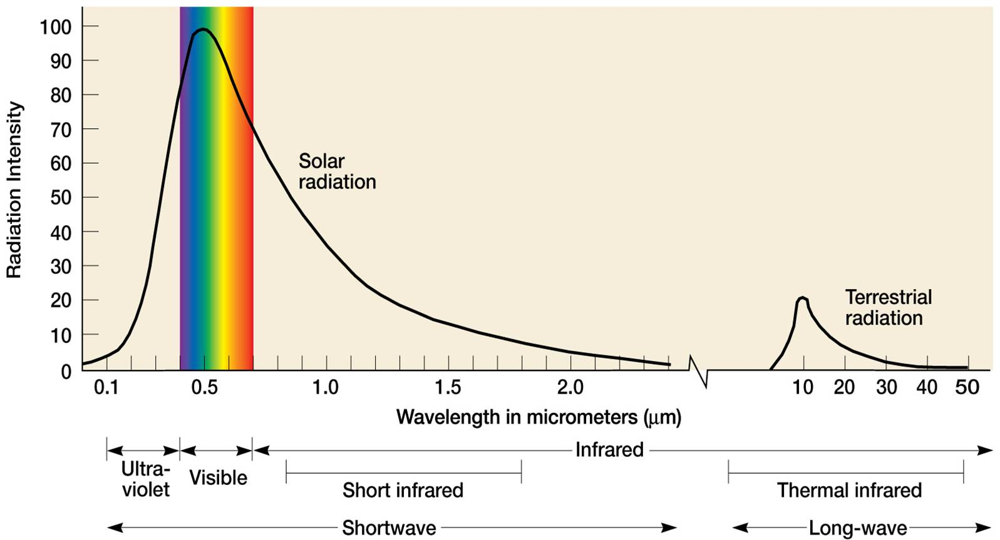 100
90
80
70
60
50
40
30
20
10
0
Radiation Intensity
Solar
radiation
Terrestrial
radiation
0.1 0.5 1.0 1.5 2.0 10 20 30 40 50
Wavelength in micrometers (μm)
Infrared
Ultra-
violet
Visible
Short infrared
Thermal infrared
Shortwave
Long-wave